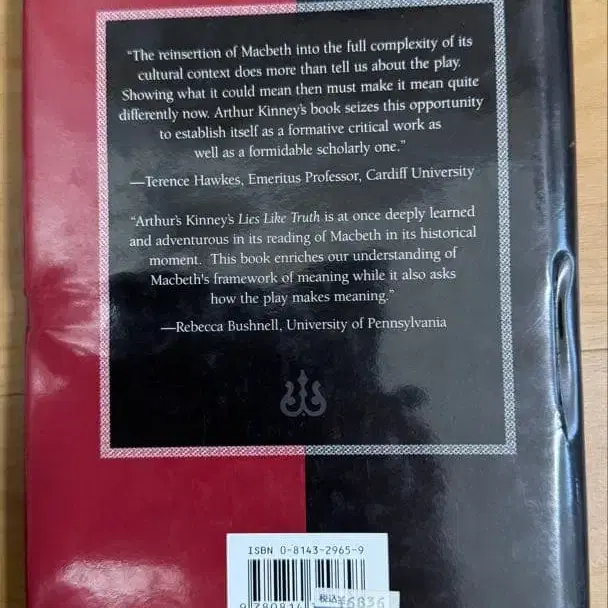 “The reinsertion of Macbeth into the full complexity of its
cultural context does more than tell us about the play.
Showing what it could mean then must make it mean quite
differently now. Arthur Kinney's book seizes this opportunity
to establish itself as a formative critical work as
well as a formidable scholarly one.”
—Terence Hawkes, Emeritus Professor, Cardiff University
“Arthur's Kinney's Lies Like Truth is at once deeply learned
and adventurous in its reading of Macbeth in its historical
moment. This book enriches our understanding of
Macbeth's framework of meaning while it also asks
how the play makes meaning.”
—Rebecca Bushnell, University of Pennsylvania
ISBN 0-8143-2965-9
9 780814
税込¥6836